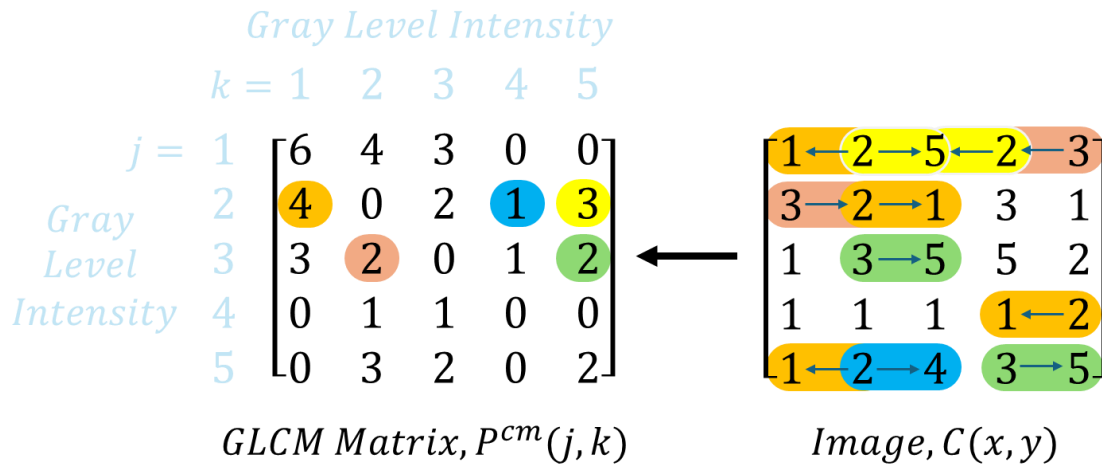 Gray Level Intensity
k = 1 2 3 4 5
j = 1 [6 4 3 0 0]
2 4 0 2 1 3
3 3 2 0 1 2
4 0 1 1 0 0
5 0 3 2 0 2
Gray
Level
Intensity
GLCM Matrix, P^cm(j, k)
1 ← 2 → 5 ← 2 ← 3
3 → 2 → 1 3 1
1 3 → 5 5 2
1 1 1 1 ← 2
1 ← 2 → 4 3 → 5
Image, C(x, y)